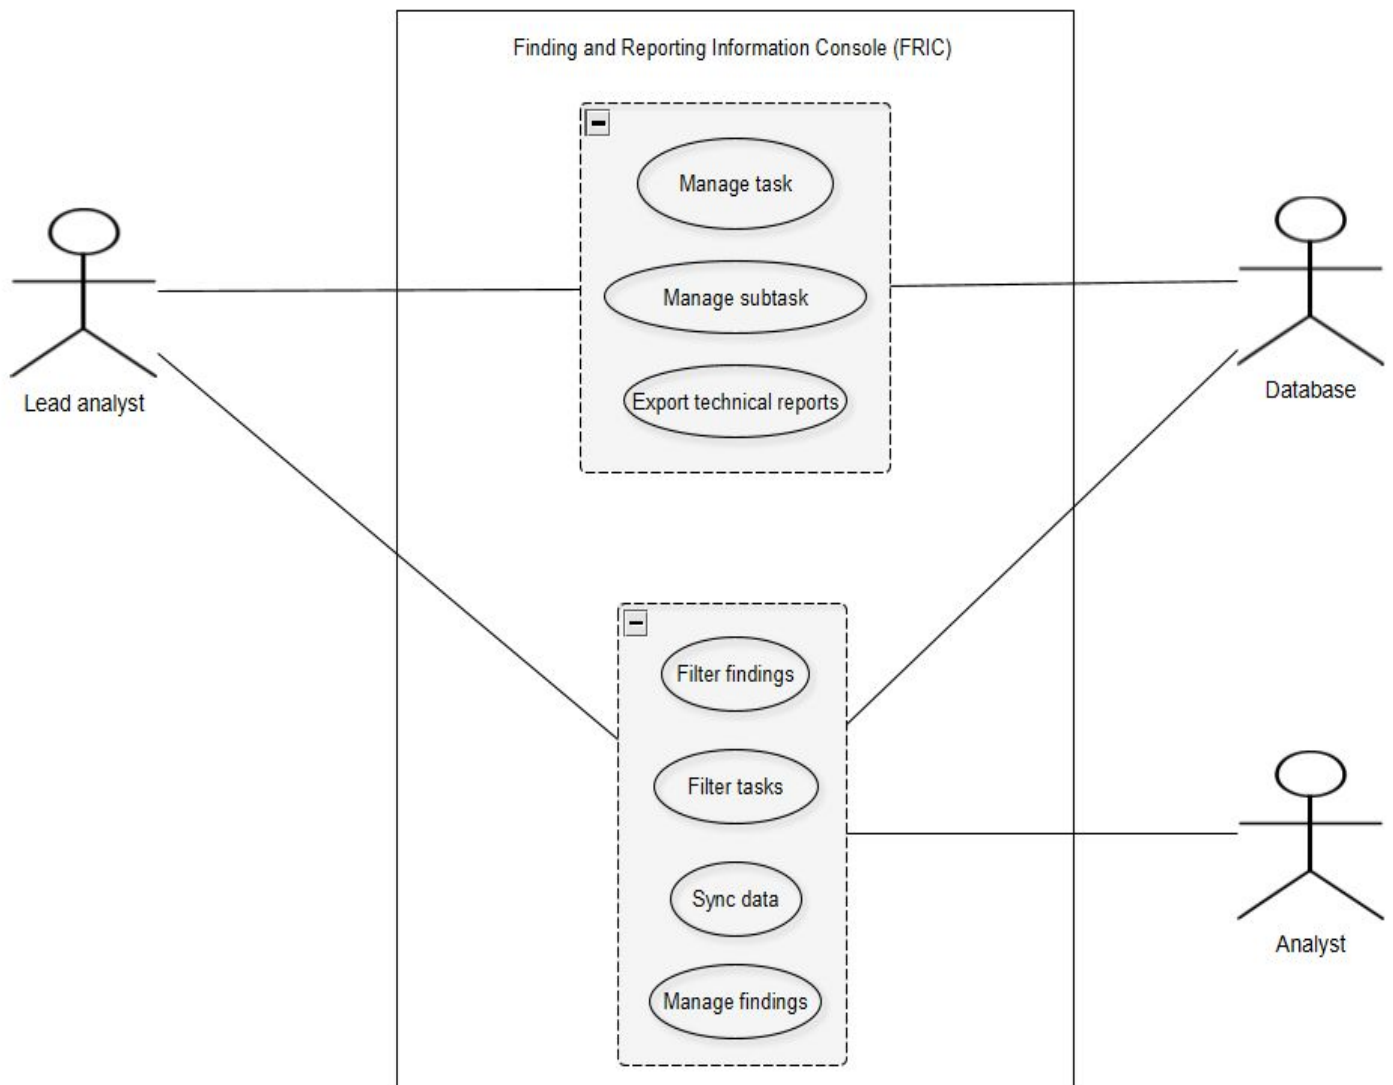 Finding and Reporting Information Console (FRIC)
Manage task
Manage subtask
Export technical reports
Lead analyst
Database
Filter findings
Filter tasks
Sync data
Manage findings
Analyst